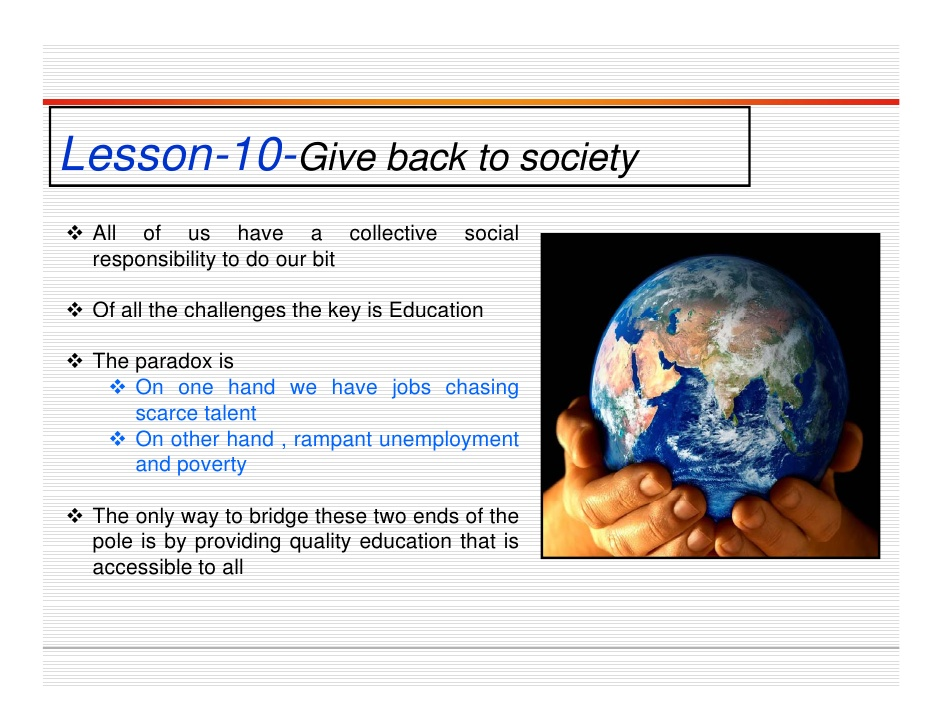 Lesson-10-Give back to society
❖ All of us have a collective social
responsibility to do our bit
❖ Of all the challenges the key is Education
❖ The paradox is
❖ On one hand we have jobs chasing
scarce talent
❖ On other hand , rampant unemployment
and poverty
❖ The only way to bridge these two ends of the
pole is by providing quality education that is
accessible to all